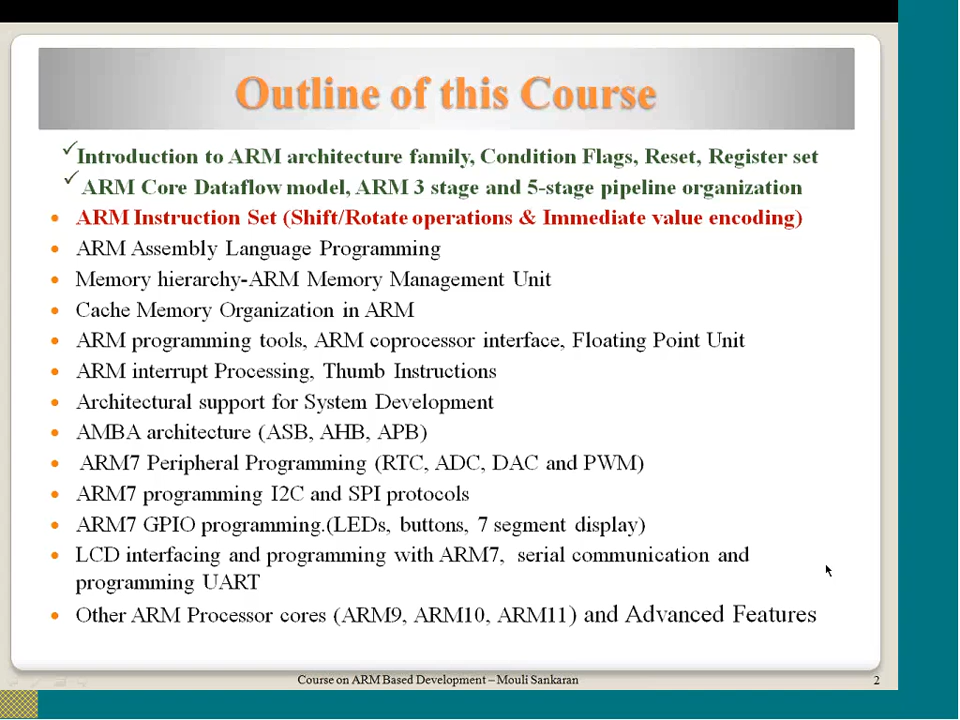 Outline of this Course
✓Introduction to ARM architecture family, Condition Flags, Reset, Register set
✓ARM Core Dataflow model, ARM 3 stage and 5-stage pipeline organization
• ARM Instruction Set (Shift/Rotate operations & Immediate value encoding)
• ARM Assembly Language Programming
• Memory hierarchy-ARM Memory Management Unit
• Cache Memory Organization in ARM
• ARM programming tools, ARM coprocessor interface, Floating Point Unit
• ARM interrupt Processing, Thumb Instructions
• Architectural support for System Development
• AMBA architecture (ASB, AHB, APB)
• ARM7 Peripheral Programming (RTC, ADC, DAC and PWM)
• ARM7 programming I2C and SPI protocols
• ARM7 GPIO programming.(LEDs, buttons, 7 segment display)
• LCD interfacing and programming with ARM7, serial communication and
programming UART
• Other ARM Processor cores (ARM9, ARM10, ARM11) and Advanced Features
Course on ARM Based Development – Mouli Sankaran
2